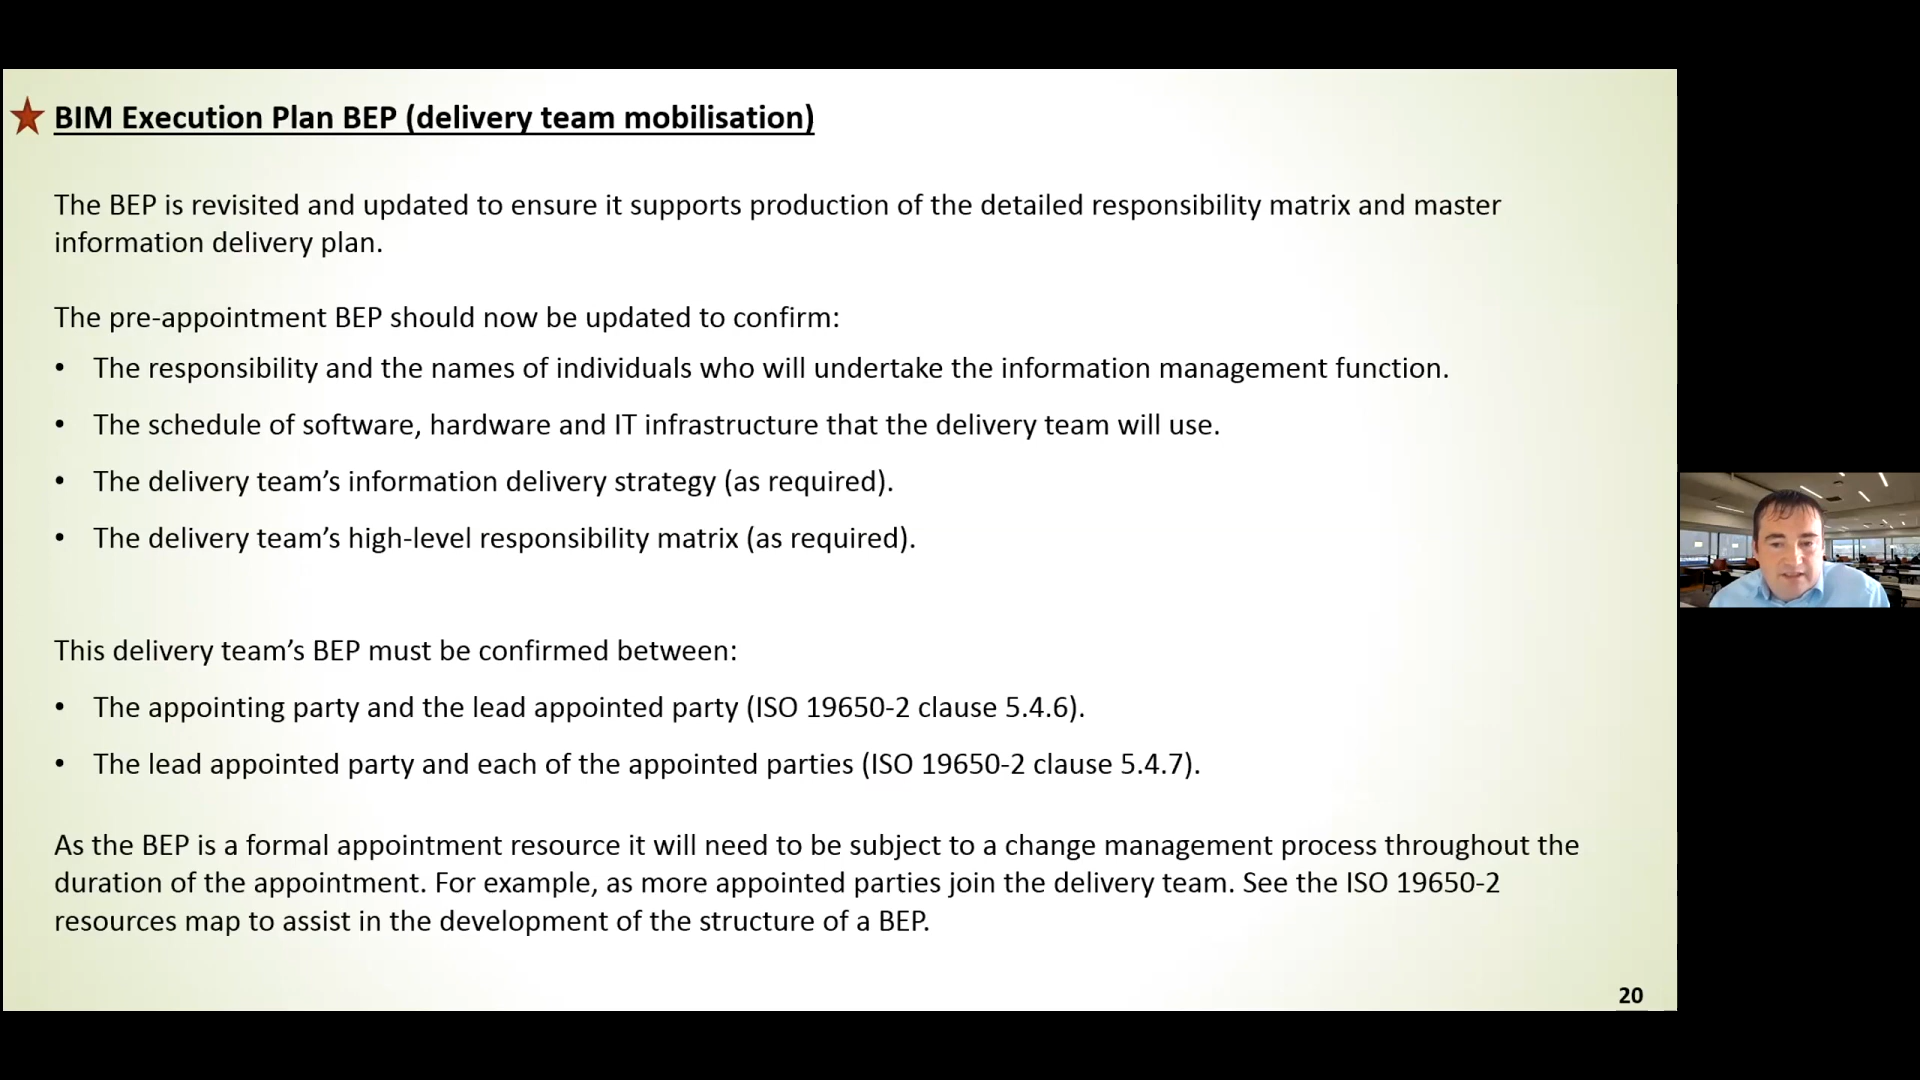 BIM Execution Plan BEP (delivery team mobilisation)
The BEP is revisited and updated to ensure it supports production of the detailed responsibility matrix and master
information delivery plan.
The pre-appointment BEP should now be updated to confirm:
• The responsibility and the names of individuals who will undertake the information management function.
• The schedule of software, hardware and IT infrastructure that the delivery team will use.
• The delivery team’s information delivery strategy (as required).
• The delivery team’s high-level responsibility matrix (as required).
This delivery team’s BEP must be confirmed between:
• The appointing party and the lead appointed party (ISO 19650-2 clause 5.4.6).
• The lead appointed party and each of the appointed parties (ISO 19650-2 clause 5.4.7).
As the BEP is a formal appointment resource it will need to be subject to a change management process throughout the
duration of the appointment. For example, as more appointed parties join the delivery team. See the ISO 19650-2
resources map to assist in the development of the structure of a BEP.
20